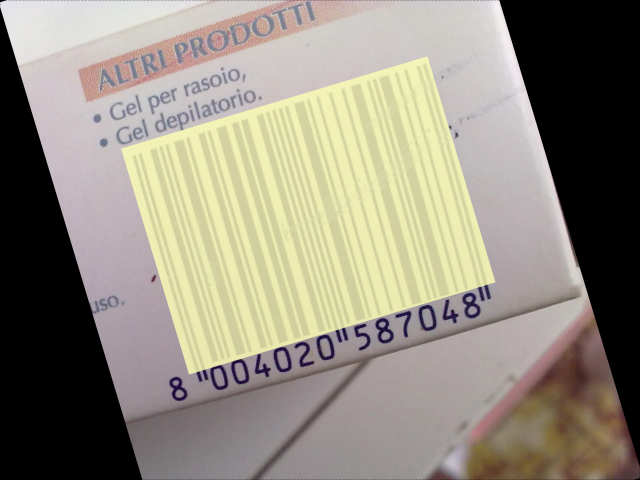 ALTRI PRODOTTI
• Gel per rasoio,
• Gel depilatorio.
uso.
8 "004020"587048"